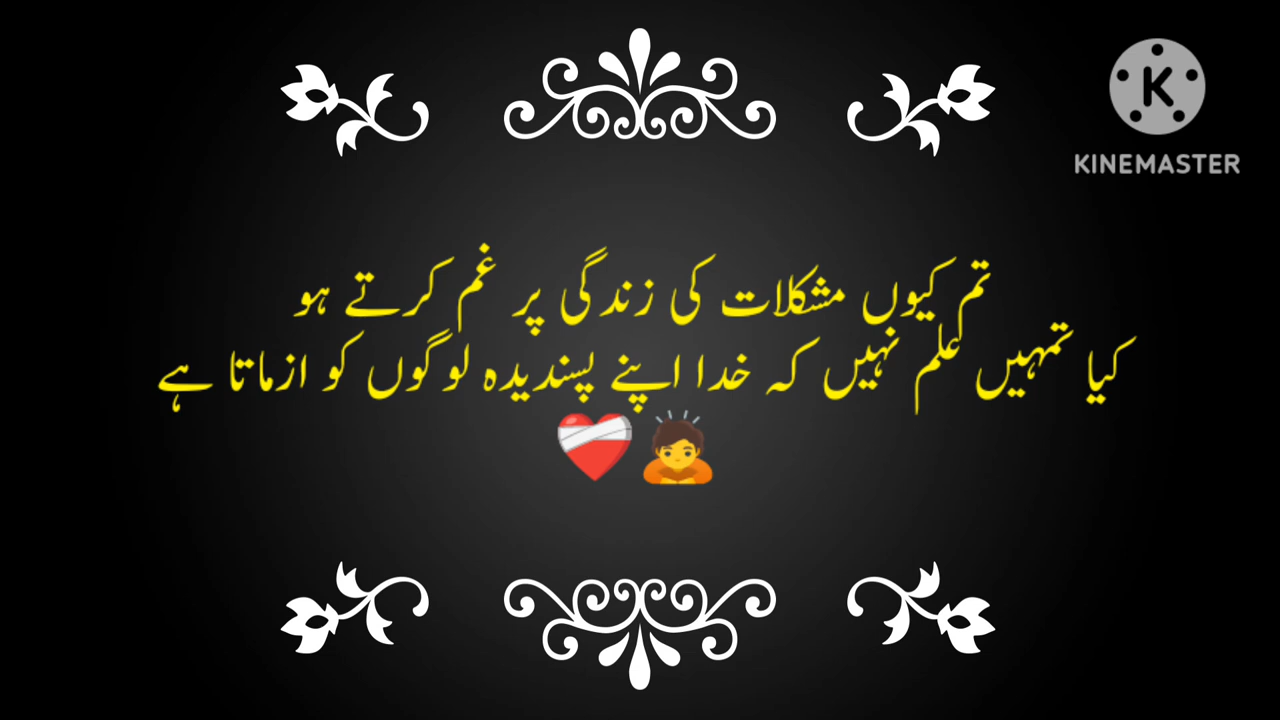 KINEMASTER
تم کیوں مشکلات کی زندگی پر غم کرتے ہو
کیا تمہیں علم نہیں کہ خدا اپنے پسندیدہ لوگوں کو ازماتا ہے
🙇❤️‍🩹